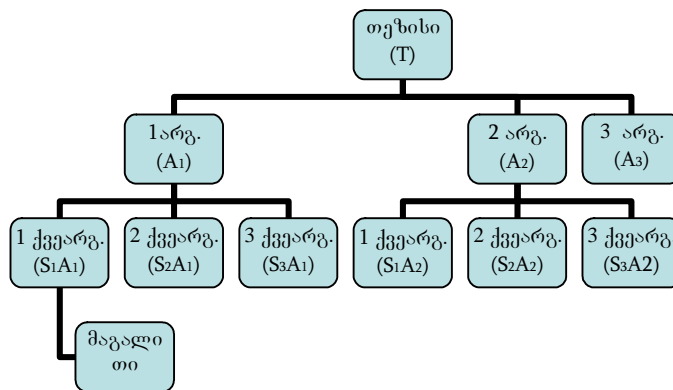 თეზისი
(T)
1არგ.
(A1)
2 არგ.
(A2)
3 არგ.
(A3)
1 ქვეარგ.
(S1A1)
2 ქვეარგ.
(S2A1)
3 ქვეარგ.
(S3A1)
1 ქვეარგ.
(S1A2)
2 ქვეარგ.
(S2A2)
3 ქვეარგ.
(S3A2)
მაგალი
თი